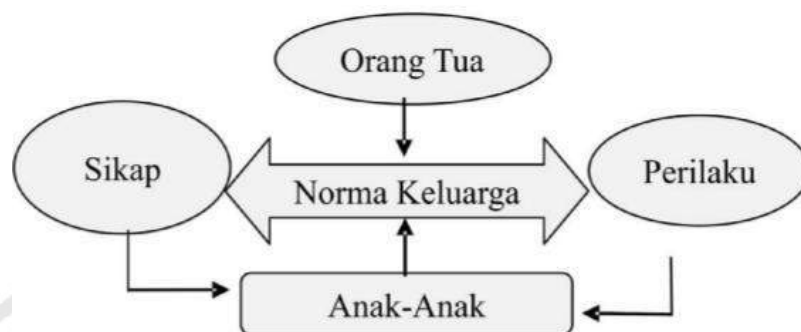 Orang Tua
Sikap
Norma Keluarga
Perilaku
Anak-Anak